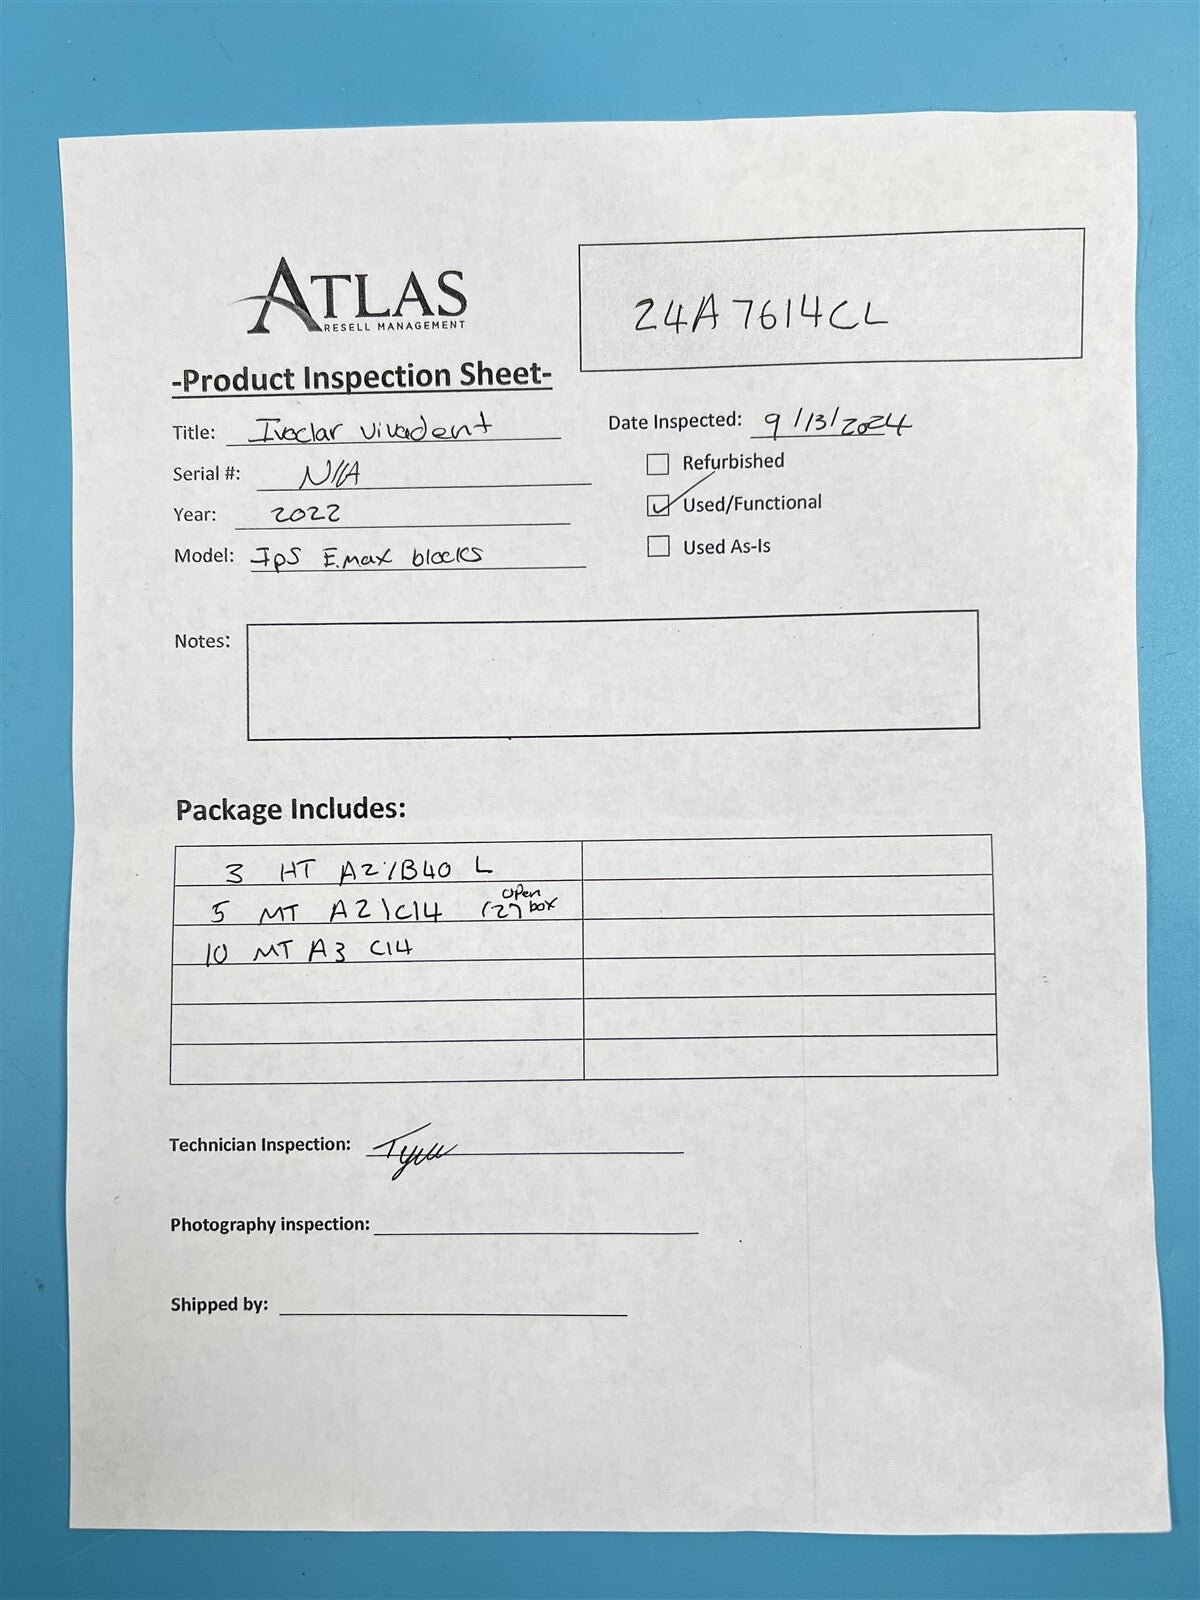 ATLAS
RESELL MANAGEMENT
24A7614CL
-Product Inspection Sheet-
Title: Ivoclar Vivadent
Date Inspected: 9/13/2024
Serial #: N/A
Refurbished
Year: 2022
Used/Functional
Model: Ips E.max blocks
Used As-Is
Notes:
Package Includes:
3 HT A2/B40 L
5 MT A2\C14 open box
10 MT A3 C14
Technician Inspection:
Photography inspection:
Shipped by: